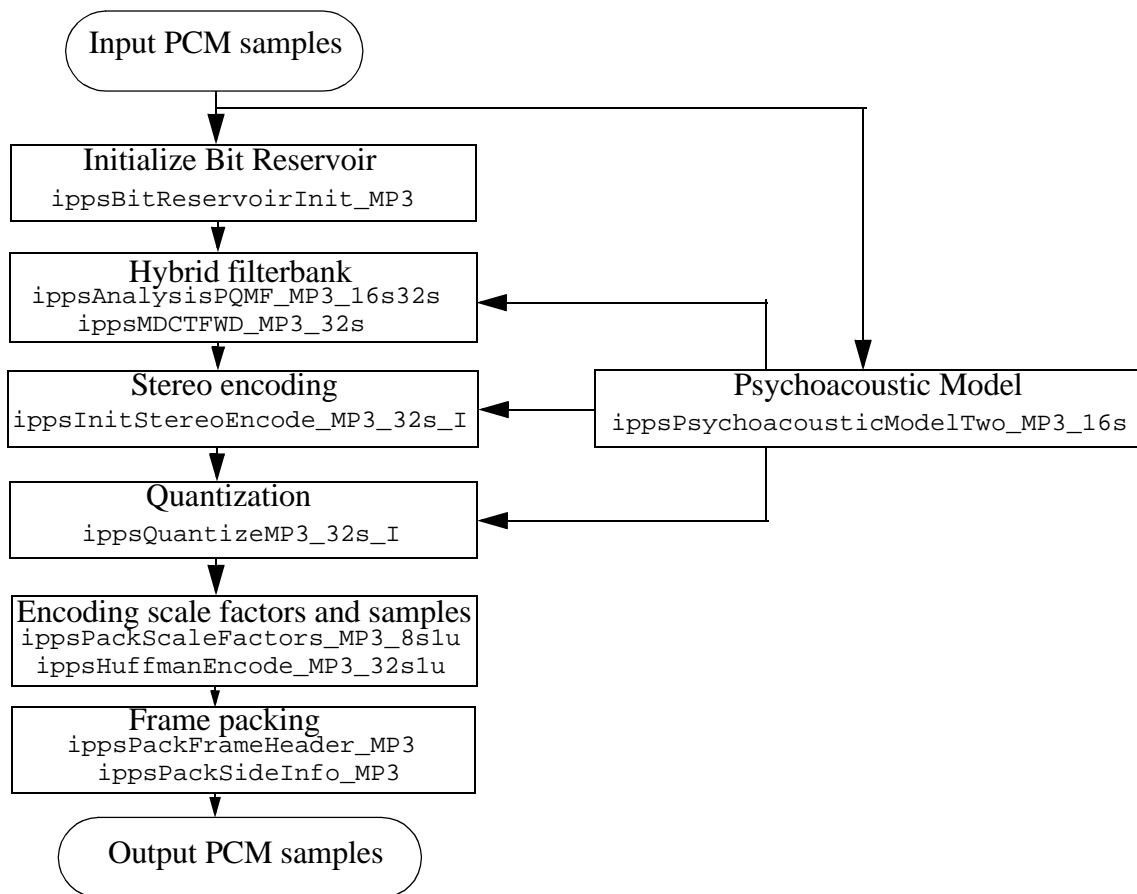 Input PCM samples
Initialize Bit Reservoir
ippsBitReservoirInit_MP3
Hybrid filterbank
ippsAnalysisPQMF_MP3_16s32s
ippsMDCTFWD_MP3_32s
Stereo encoding
ippsInitStereoEncode_MP3_32s_I
Psychoacoustic Model
ippsPsychoacousticModelTwo_MP3_16s
Quantization
ippsQuantizeMP3_32s_I
Encoding scale factors and samples
ippsPackScaleFactors_MP3_8s1u
ippsHuffmanEncode_MP3_32s1u
Frame packing
ippsPackFrameHeader_MP3
ippsPackSideInfo_MP3
Output PCM samples